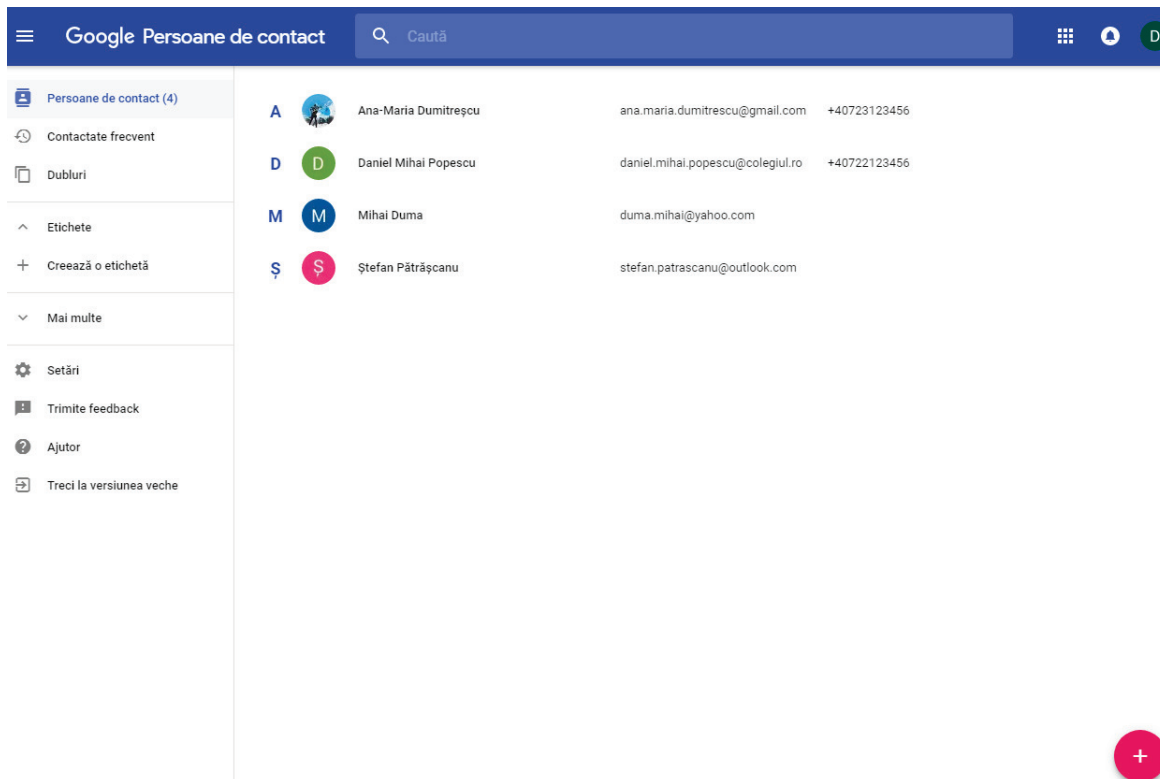 Google Persoane de contact
Caută
D
Persoane de contact (4)
Contactate frecvent
Dubluri
Etichete
Creează o etichetă
Mai multe
Setări
Trimite feedback
Ajutor
Treci la versiunea veche
A Ana-Maria Dumitrescu ana.maria.dumitrescu@gmail.com +40723123456
D D Daniel Mihai Popescu daniel.mihai.popescu@colegiul.ro +40722123456
M M Mihai Duma duma.mihai@yahoo.com
Ș Ș Ștefan Pătrășcanu stefan.patrascanu@outlook.com